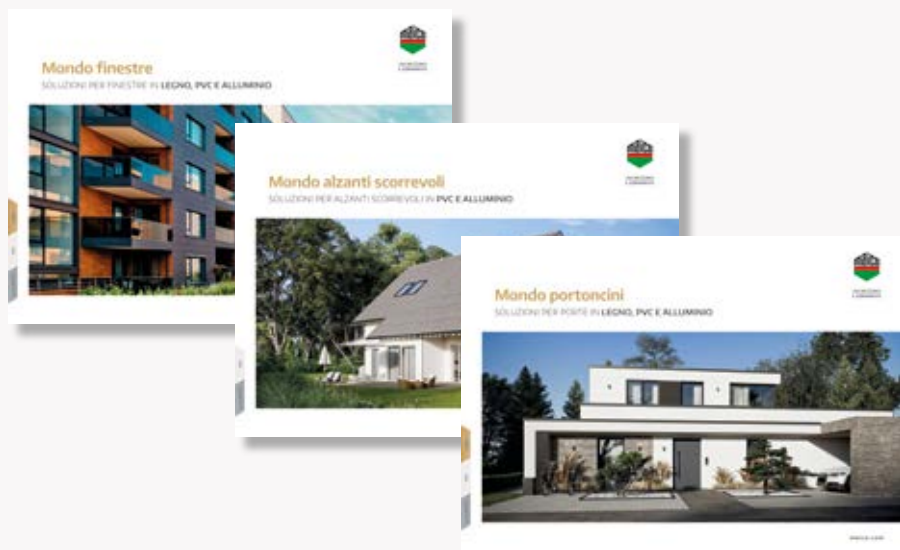 Mondo finestre
SOLUZIONI PER FINESTRE IN LEGNO, PVC E ALLUMINIO
Mondo alzanti scorrevoli
SOLUZIONI PER ALZANTI SCORREVOLI IN PVC E ALLUMINIO
Mondo portoncini
SOLUZIONI PER PORTE IN LEGNO, PVC E ALLUMINIO